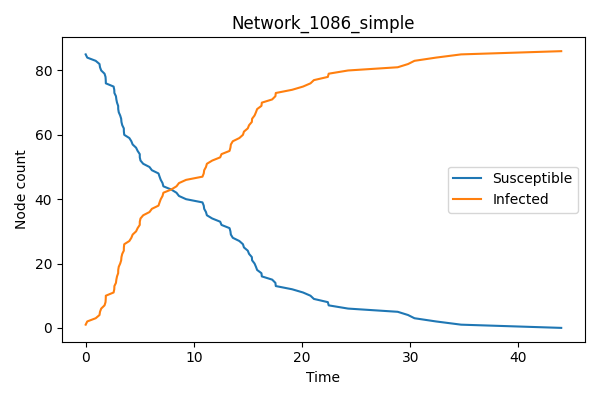 Network_1086_simple
80
60
40
20
0
Node count
Susceptible
Infected
0 10 20 30 40
Time